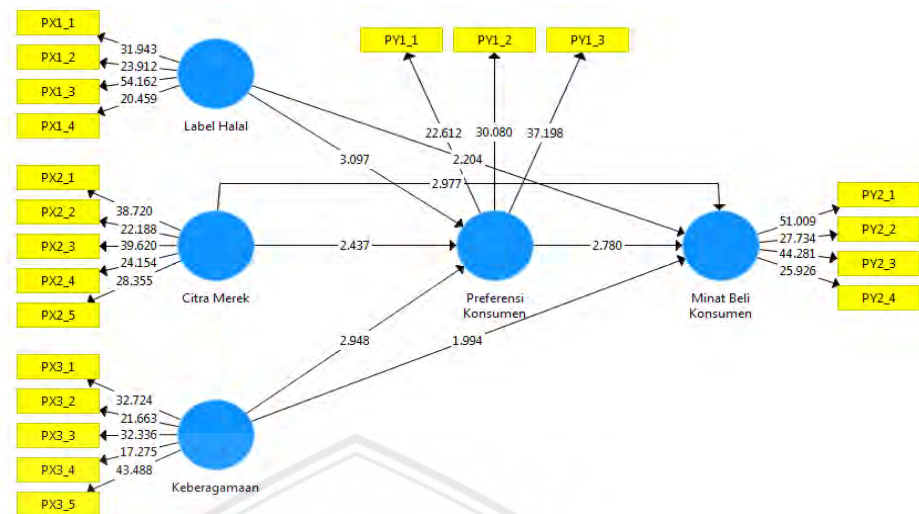 PX1_1
PX1_2
PX1_3
PX1_4
31.943
23.912
54.162
20.459
Label Halal
PY1_1
PY1_2
PY1_3
22.612
30.080
37.198
3.097
2.204
2.977
PX2_1
PX2_2
PX2_3
PX2_4
PX2_5
38.720
22.188
39.620
24.154
28.355
Citra Merek
2.437
Preferensi
Konsumen
2.780
Minat Beli
Konsumen
51.009
27.734
44.281
25.926
PY2_1
PY2_2
PY2_3
PY2_4
2.948
1.994
PX3_1
PX3_2
PX3_3
PX3_4
PX3_5
32.724
21.663
32.336
17.275
43.488
Keberagamaan